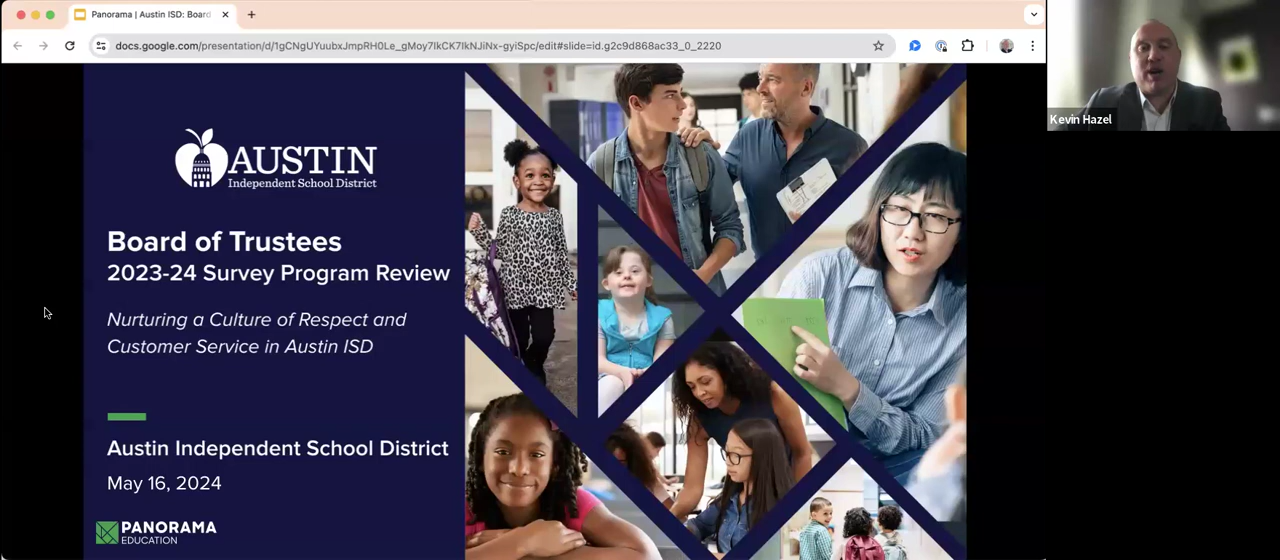 Panorama | Austin ISD: Board
docs.google.com/presentation/d/1gCNgUYuubxJmpRH0Le_gMoy7IkCK7IkNJiNx-gyiSpc/edit#slide=id.g2c9d868ac33_0_2220
Kevin Hazel
AUSTIN
Independent School District
Board of Trustees
2023-24 Survey Program Review
Nurturing a Culture of Respect and
Customer Service in Austin ISD
Austin Independent School District
May 16, 2024
PANORAMA
EDUCATION